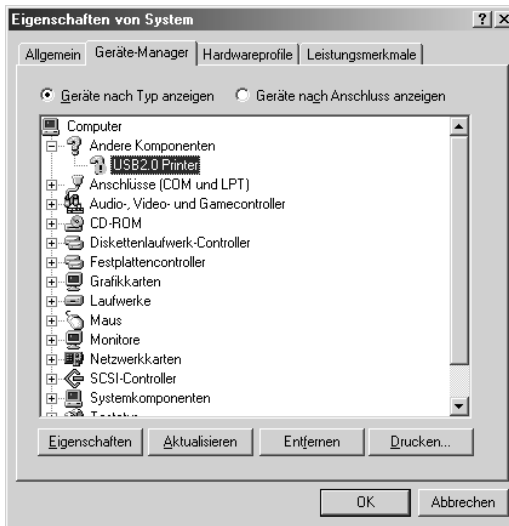 Eigenschaften von System
Allgemein Geräte-Manager Hardwareprofile Leistungsmerkmale
Geräte nach Typ anzeigen Geräte nach Anschluss anzeigen
Computer
Andere Komponenten
USB2.0 Printer
Anschlüsse (COM und LPT)
Audio-, Video- und Gamecontroller
CD-ROM
Diskettenlaufwerk-Controller
Festplattencontroller
Grafikkarten
Laufwerke
Maus
Monitore
Netzwerkkarten
SCSI-Controller
Systemkomponenten
Eigenschaften Aktualisieren Entfernen Drucken...
OK Abbrechen